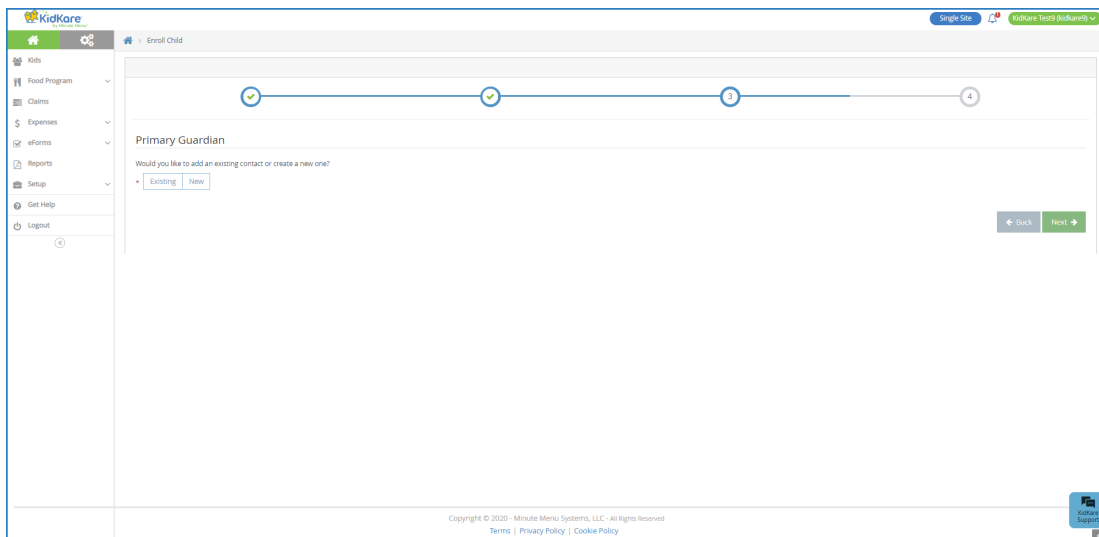 KidKare
by Minute Menu
Single Site
KidKare Test9 (kidkare9)
> Enroll Child
Kids
Food Program
Claims
$ Expenses
eForms
Reports
Setup
Get Help
Logout
3
4
Primary Guardian
Would you like to add an existing contact or create a new one?
• Existing New
Back Next
Copyright © 2020 - Minute Menu Systems, LLC - All Rights Reserved
Terms | Privacy Policy | Cookie Policy
KidKare
Support